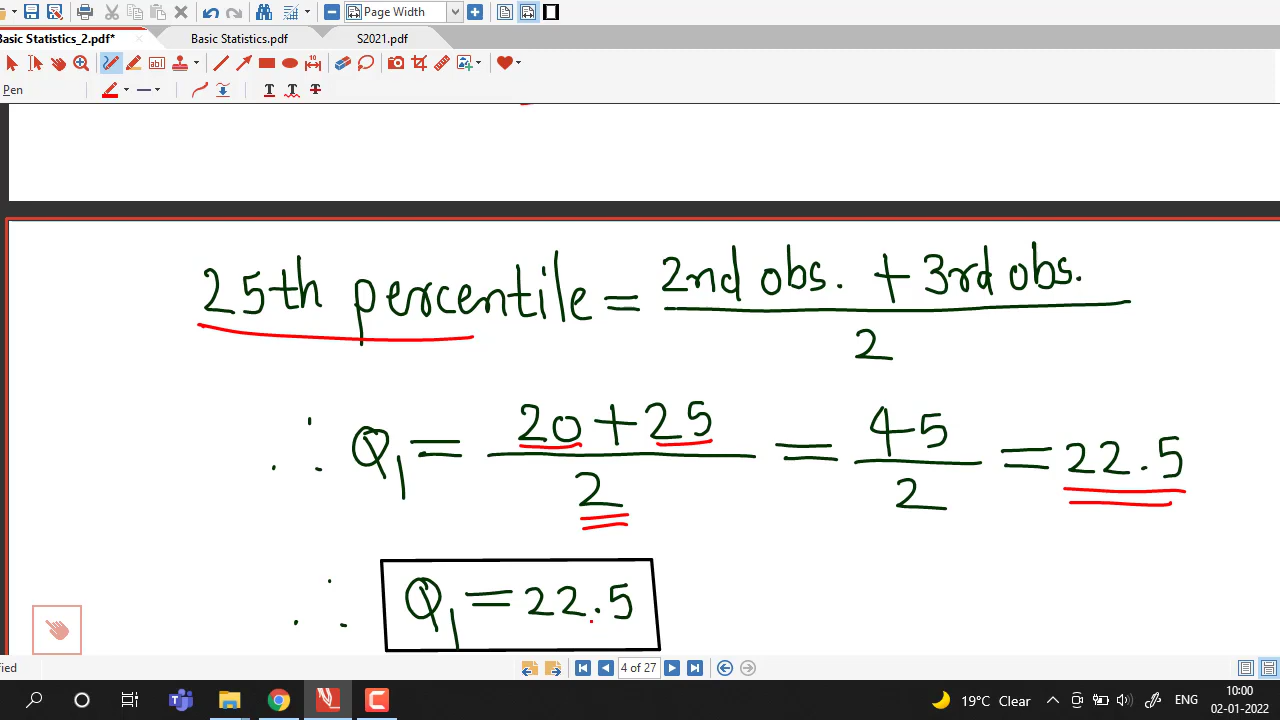 Page Width
Basic Statistics_2.pdf*
Basic Statistics.pdf
S2021.pdf
Pen
25th percentile = 2nd obs. + 3rd obs. / 2
∴ Q₁ = 20 + 25 / 2 = 45 / 2 = 22.5
∴ Q₁ = 22.5
4 of 27
19°C Clear
ENG
10:00
02-01-2022